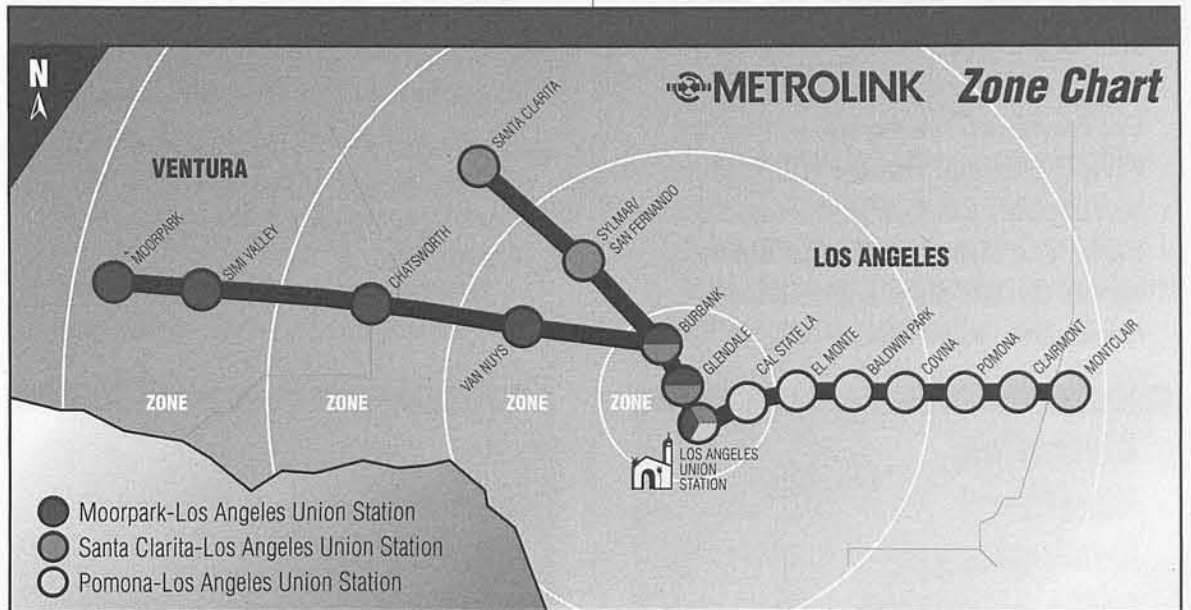 N
METROLINK Zone Chart
SANTA CLARITA
VENTURA
SYLMAR/
SAN FERNANDO
MOORPARK
SIMI VALLEY
CHATSWORTH
LOS ANGELES
VAN NUYS
BURBANK
GLENDALE
CAL STATE LA
EL MONTE
BALDWIN PARK
COVINA
POMONA
CLAIRMONT
MONTCLAIR
ZONE
ZONE
ZONE
ZONE
LOS ANGELES
UNION
STATION
Moorpark-Los Angeles Union Station
Santa Clarita-Los Angeles Union Station
Pomona-Los Angeles Union Station